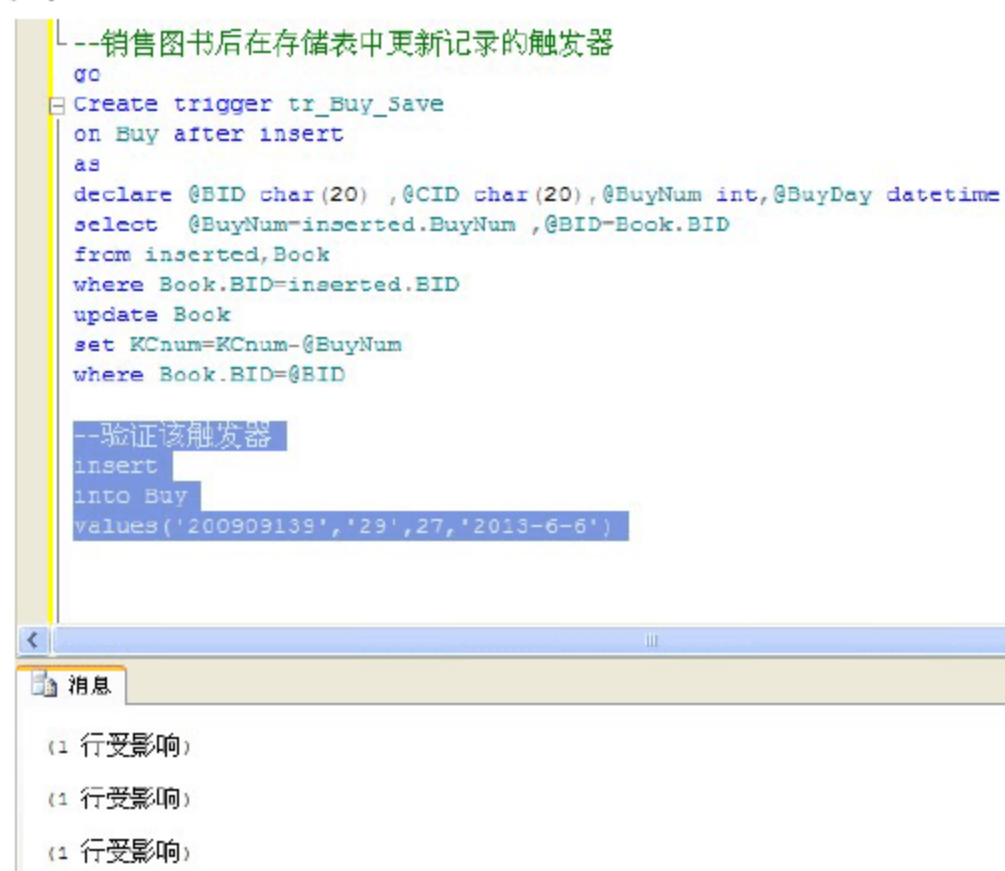 --销售图书后在存储表中更新记录的触发器
go
Create trigger tr_Buy_Save
on Buy after insert
as
declare @BID char(20) ,@CID char(20),@BuyNum int,@BuyDay datetime
select  @BuyNum=inserted.BuyNum ,@BID=Book.BID
from inserted,Book
where Book.BID=inserted.BID
update Book
set KCnum=KCnum-@BuyNum
where Book.BID=@BID
--验证该触发器
insert
into Buy
values('200909139','29',27,'2013-6-6')
消息
(1 行受影响)
(1 行受影响)
(1 行受影响)